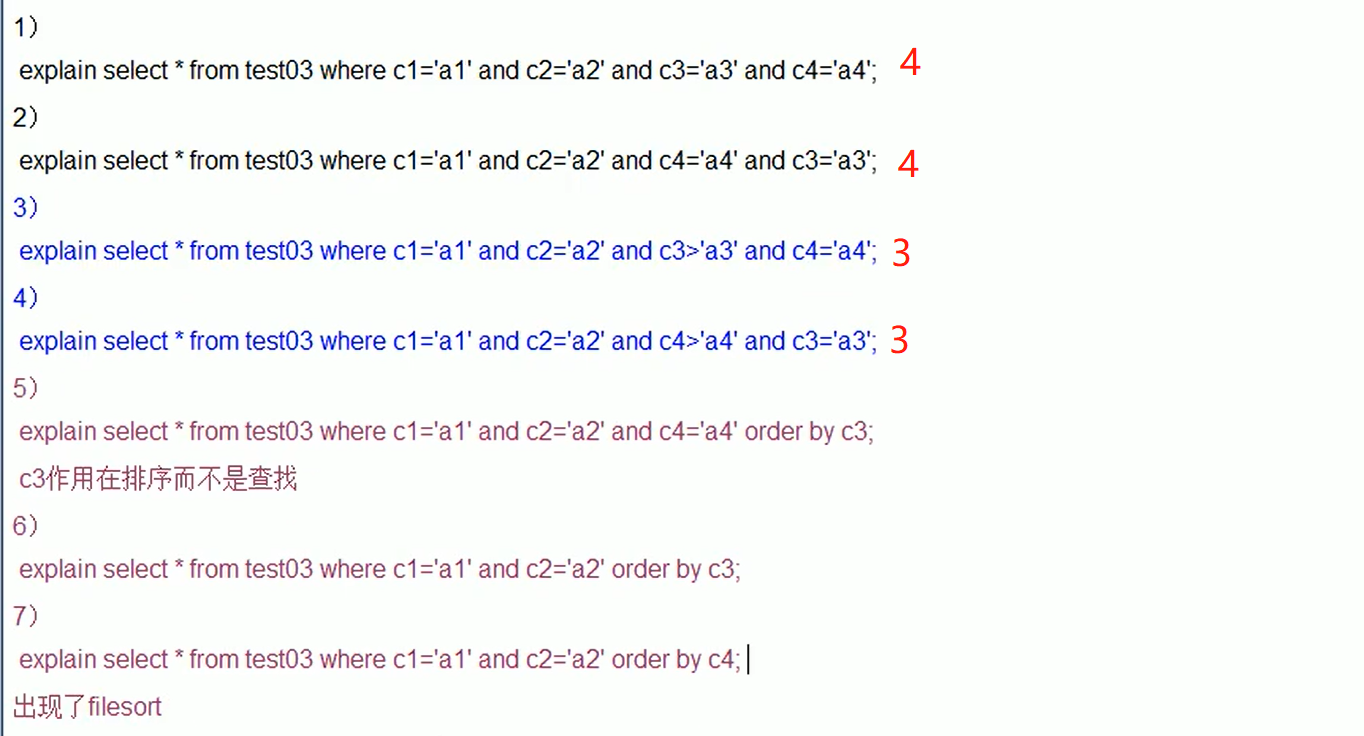 1）
explain select * from test03 where c1='a1' and c2='a2' and c3='a3' and c4='a4'; 4
2）
explain select * from test03 where c1='a1' and c2='a2' and c4='a4' and c3='a3'; 4
3）
explain select * from test03 where c1='a1' and c2='a2' and c3>'a3' and c4='a4'; 3
4）
explain select * from test03 where c1='a1' and c2='a2' and c4>'a4' and c3='a3'; 3
5）
explain select * from test03 where c1='a1' and c2='a2' and c4='a4' order by c3;
c3作用在排序而不是查找
6）
explain select * from test03 where c1='a1' and c2='a2' order by c3;
7）
explain select * from test03 where c1='a1' and c2='a2' order by c4;
出现了filesort